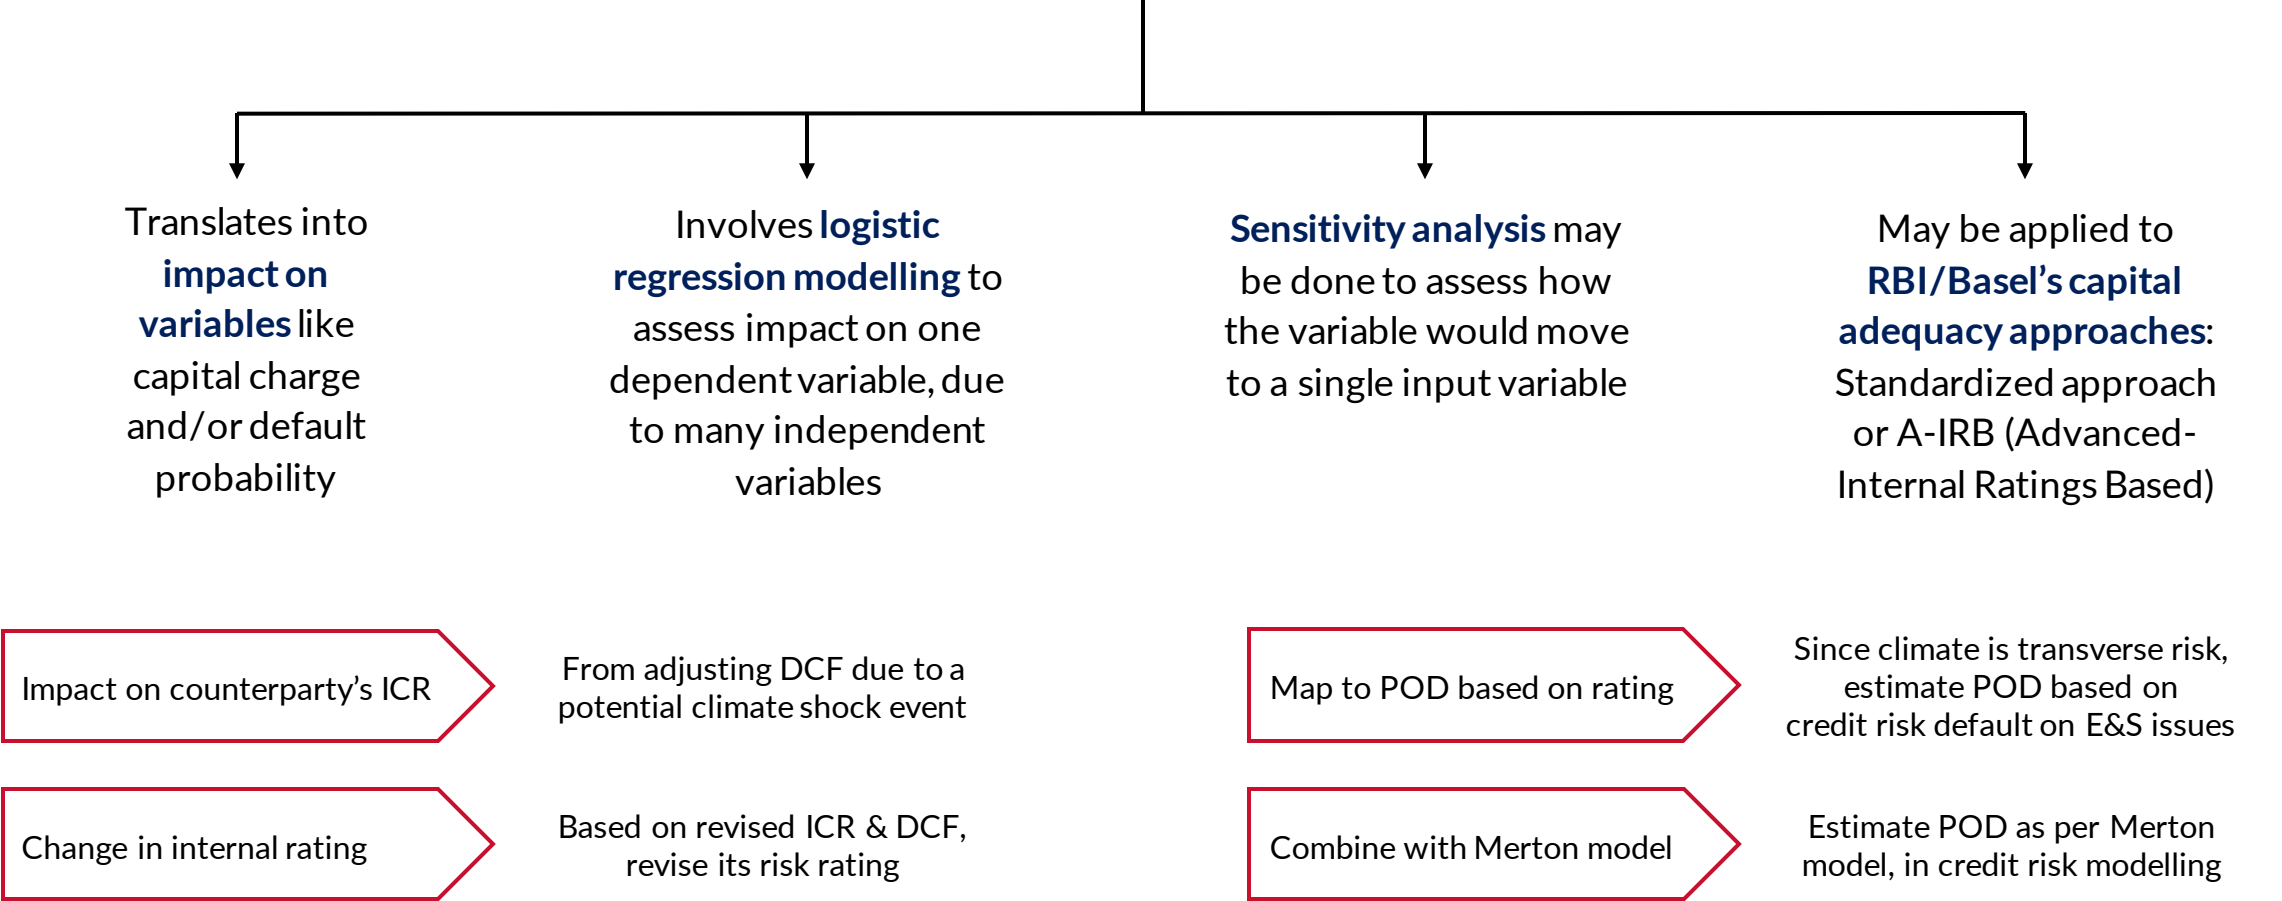 Translates into
impact on
variables like
capital charge
and/or default
probability
Involves logistic
regression modelling to
assess impact on one
dependent variable, due
to many independent
variables
Sensitivity analysis may
be done to assess how
the variable would move
to a single input variable
May be applied to
RBI/Basel’s capital
adequacy approaches:
Standardized approach
or A-IRB (Advanced-
Internal Ratings Based)
Impact on counterparty’s ICR
From adjusting DCF due to a
potential climate shock event
Change in internal rating
Based on revised ICR & DCF,
revise its risk rating
Map to POD based on rating
Since climate is transverse risk,
estimate POD based on
credit risk default on E&S issues
Combine with Merton model
Estimate POD as per Merton
model, in credit risk modelling